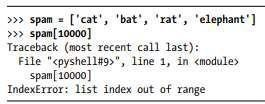 >>> spam = ['cat', 'bat', 'rat', 'elephant']
>>> spam[10000]
Traceback (most recent call last):
File "<pyshell#9>", line 1, in <module>
spam[10000]
IndexError: list index out of range